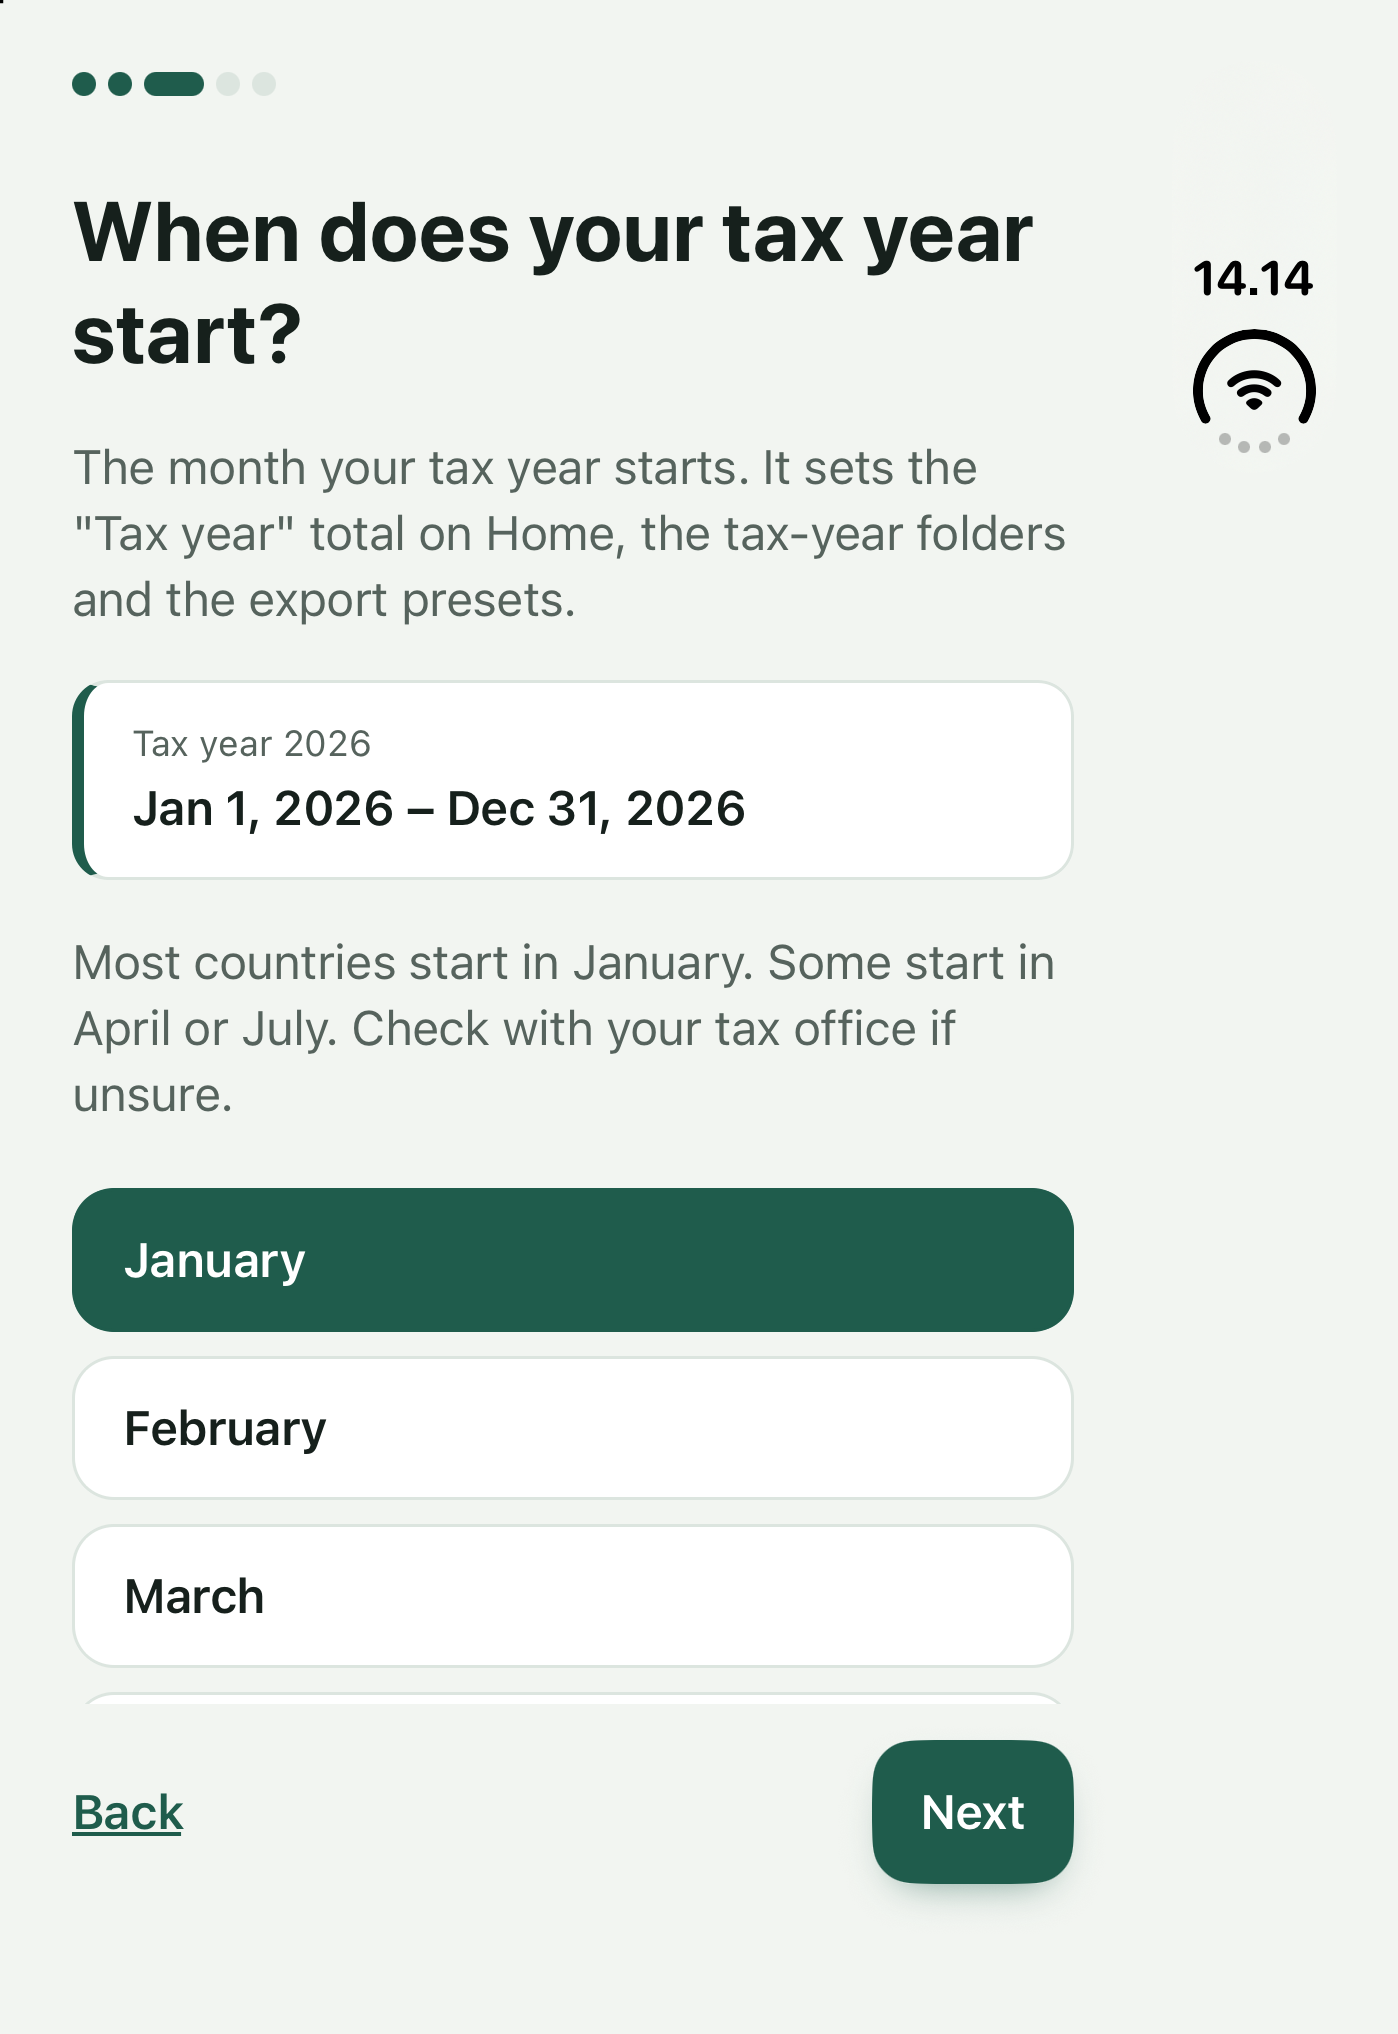 When does your tax year
start?
14.14
The month your tax year starts. It sets the
"Tax year" total on Home, the tax-year folders
and the export presets.
Tax year 2026
Jan 1, 2026 – Dec 31, 2026
Most countries start in January. Some start in
April or July. Check with your tax office if
unsure.
January
February
March
Back
Next